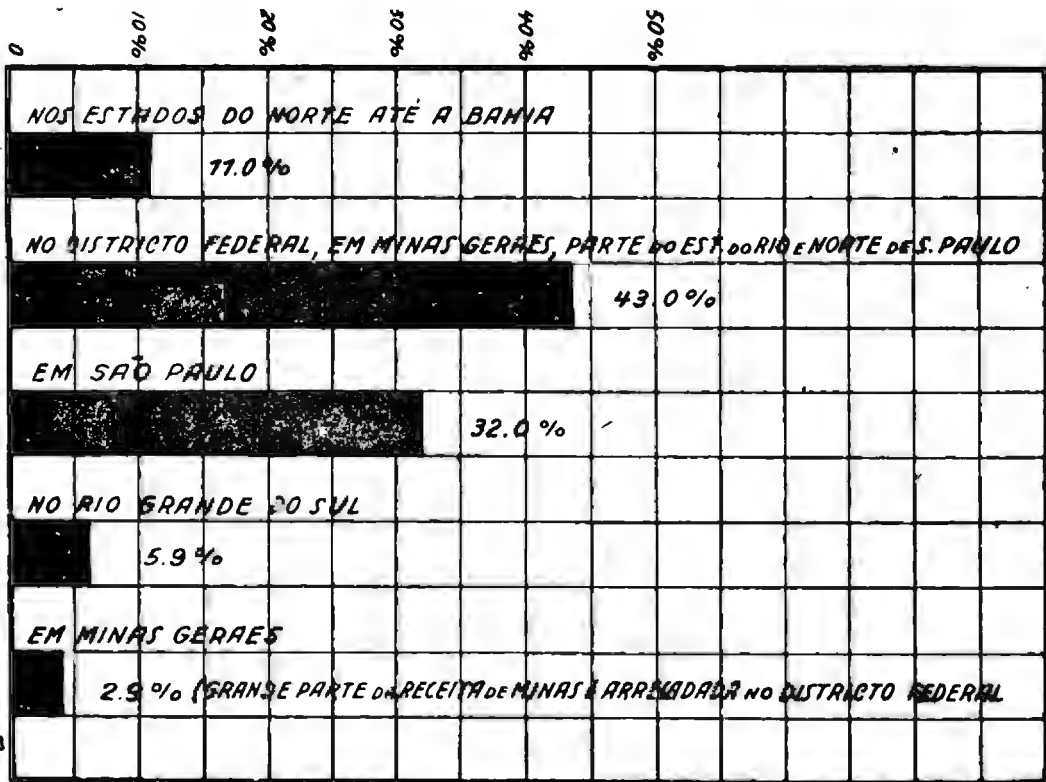 0 10% 20% 30% 40% 50%
NOS ESTADOS DO NORTE ATÉ A BAHIA
11.0%
NO DISTRICTO FEDERAL, EM MINAS GERAES, PARTE DO EST. DO RIO E NORTE DE S. PAULO
43.0%
EM SÃO PAULO
32.0%
NO RIO GRANDE DO SUL
5.9%
EM MINAS GERAES
2.9% (GRANDE PARTE DA RECEITA DE MINAS É ARRECADADA NO DISTRICTO FEDERAL